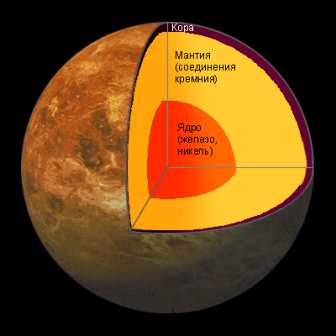 Кора
Мантия
(соединения
кремния)
Ядро
(железо,
никель)